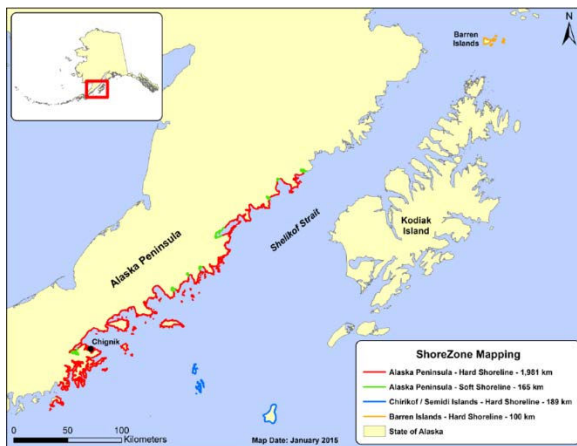 Barren
Islands
N
Kodiak
Island
Shelikof Strait
Alaska Peninsula
Chignik
ShoreZone Mapping
Alaska Peninsula - Hard Shoreline - 1,981 km
Alaska Peninsula - Soft Shoreline - 165 km
Chirikof / Semidi Islands - Hard Shoreline - 189 km
Barren Islands - Hard Shoreline - 100 km
State of Alaska
100 50 0 100
Kilometers
Map Date: January 2015